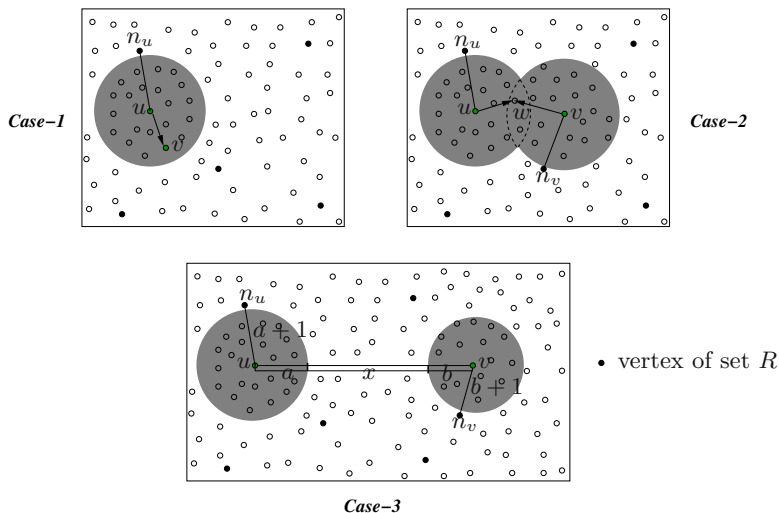 n_u
u
v
Case−1
n_u
u
w
v
n_v
Case−2
n_u
a + 1
u
a
x
b
v
b + 1
n_v
• vertex of set R
Case−3